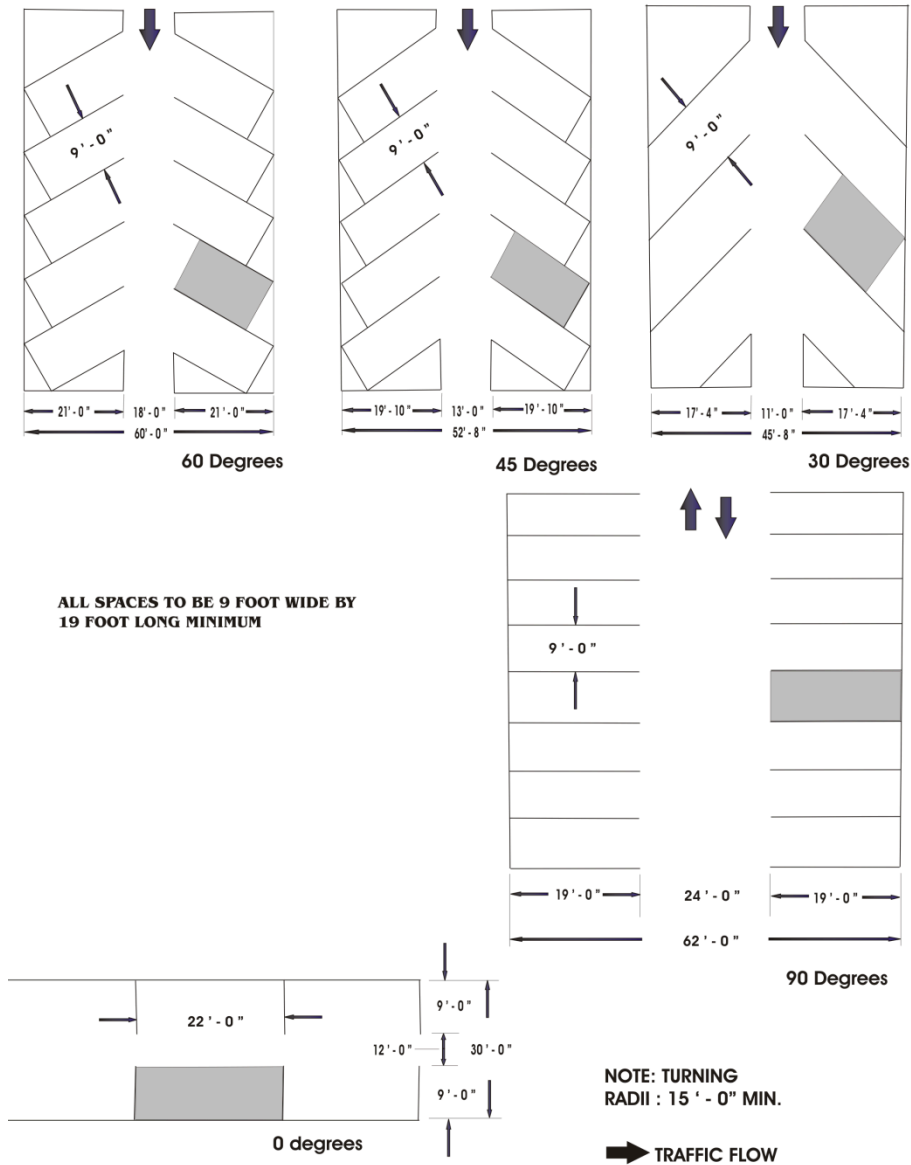 9 ' - 0 "
9 ' - 0 "
9 ' - 0 "
21' - 0 " 18' - 0 " 21' - 0 "
60' - 0 "
60 Degrees
19' - 10 " 13' - 0 " 19' - 10 "
52' - 8 "
45 Degrees
17' - 4 " 11' - 0 " 17' - 4 "
45' - 8 "
30 Degrees
ALL SPACES TO BE 9 FOOT WIDE BY
19 FOOT LONG MINIMUM
9 ' - 0 "
19 ' - 0 " 24 ' - 0 " 19 ' - 0 "
62 ' - 0 "
90 Degrees
22 ' - 0 "
9 ' - 0 "
12 ' - 0 " 30 ' - 0 "
9 ' - 0 "
0 degrees
NOTE: TURNING
RADII : 15 ' - 0" MIN.
TRAFFIC FLOW